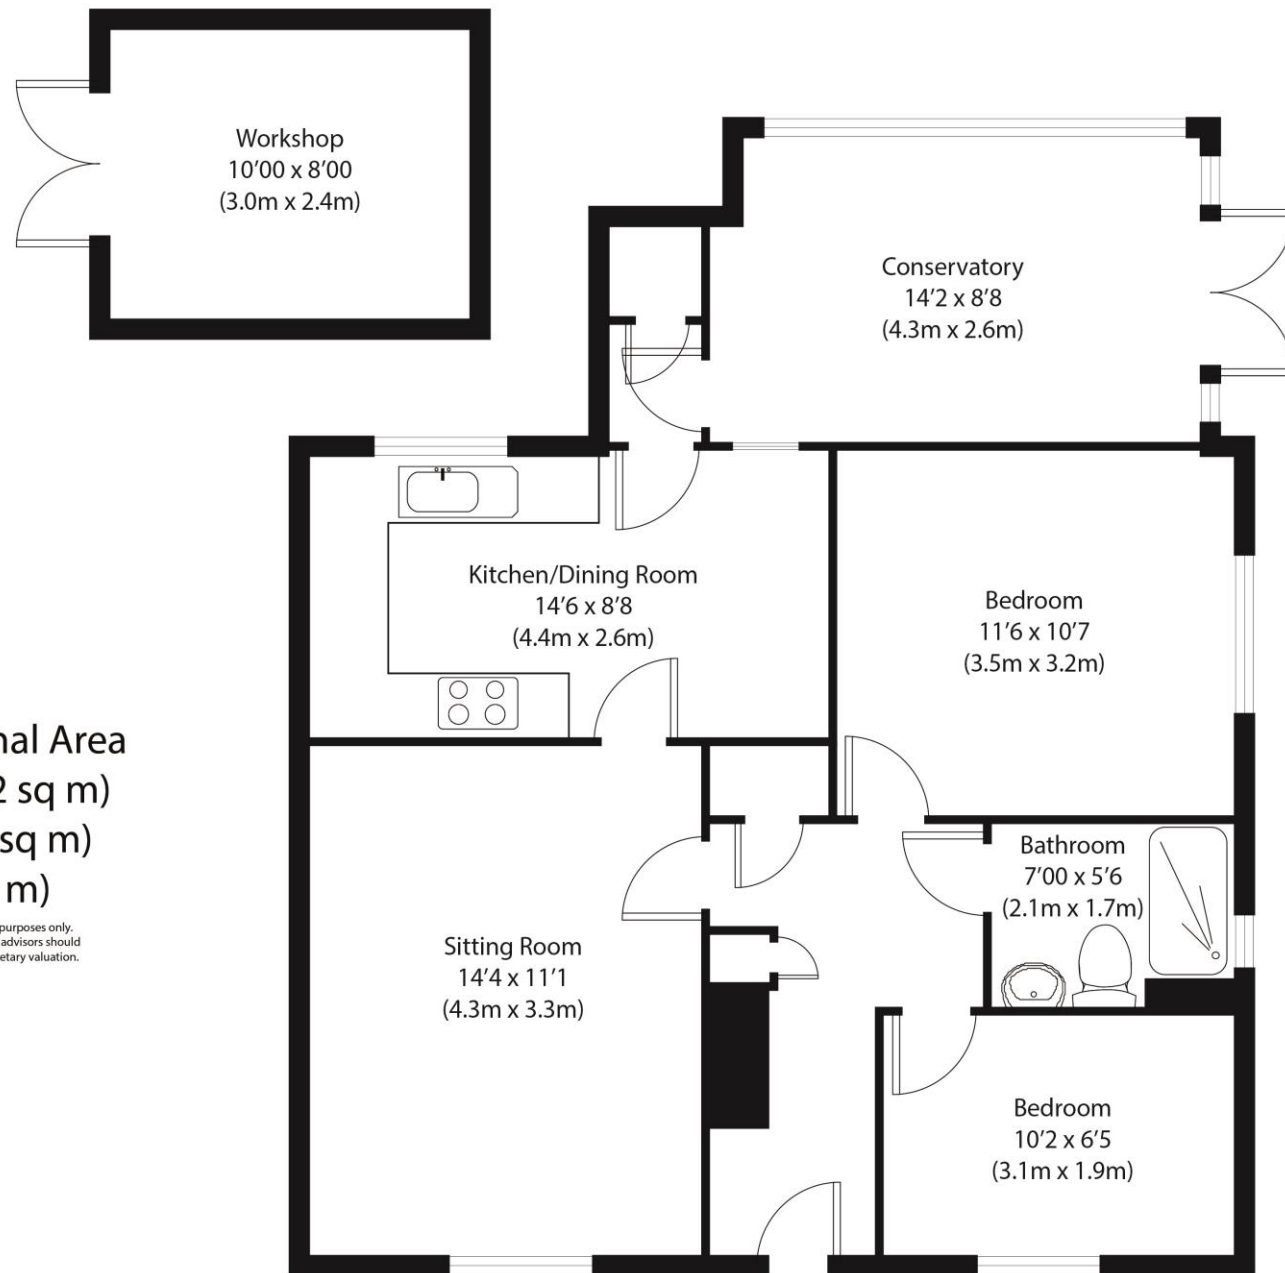 Workshop
10'00 x 8'00
(3.0m x 2.4m)
Conservatory
14'2 x 8'8
(4.3m x 2.6m)
Kitchen/Dining Room
14'6 x 8'8
(4.4m x 2.6m)
Bedroom
11'6 x 10'7
(3.5m x 3.2m)
Area
2 sq m)
sq m)
m)
purposes only.
advisors should
valuation.
Bathroom
7'00 x 5'6
(2.1m x 1.7m)
Sitting Room
14'4 x 11'1
(4.3m x 3.3m)
Bedroom
10'2 x 6'5
(3.1m x 1.9m)